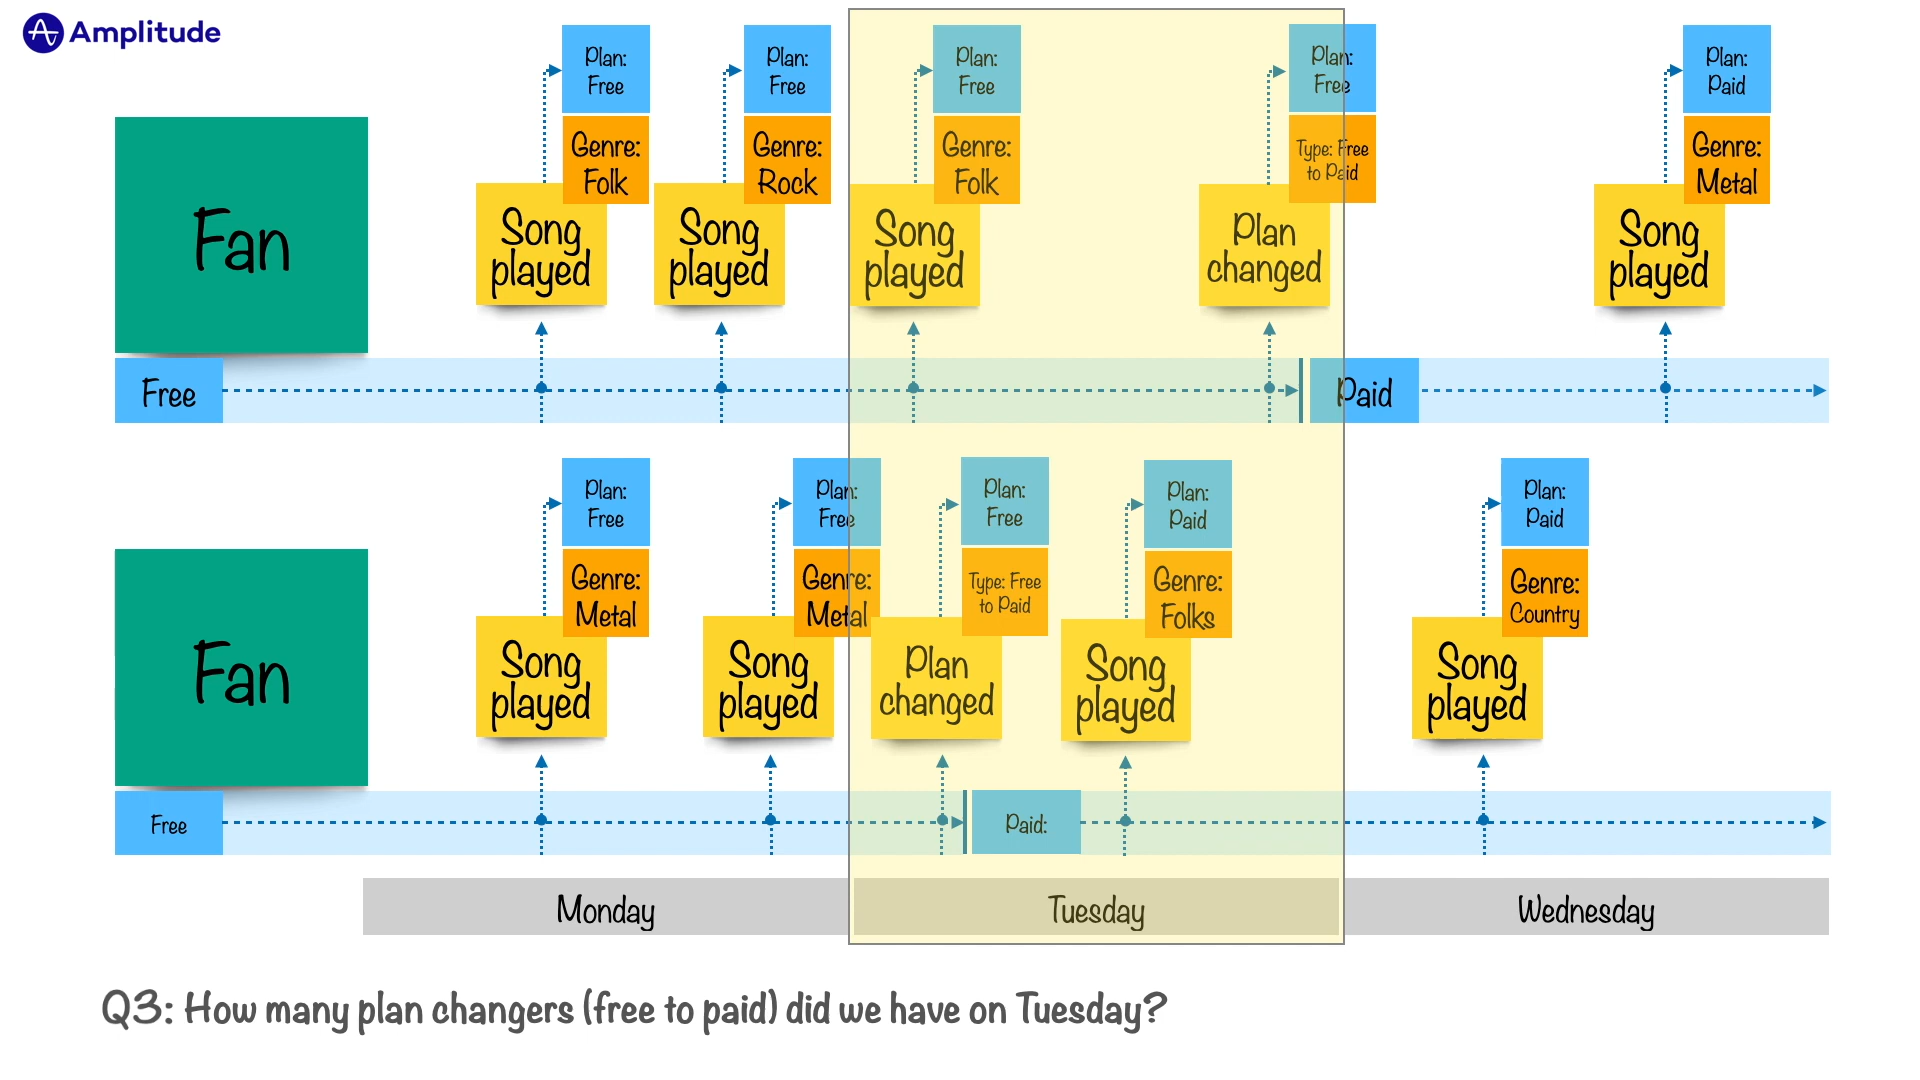 Amplitude
Plan:
Free
Genre:
Folk
Song
played
Plan:
Free
Genre:
Rock
Song
played
Plan:
Free
Genre:
Folk
Song
played
Plan:
Free
Type: Free
to Paid
Plan
changed
Plan:
Paid
Genre:
Metal
Song
played
Fan
Free
Paid
Plan:
Free
Genre:
Metal
Song
played
Plan:
Free
Genre:
Metal
Song
played
Plan:
Free
Type: Free
to Paid
Plan
changed
Plan:
Paid
Genre:
Folks
Song
played
Plan:
Paid
Genre:
Country
Song
played
Fan
Free
Paid:
Monday
Tuesday
Wednesday
Q3: How many plan changers (free to paid) did we have on Tuesday?